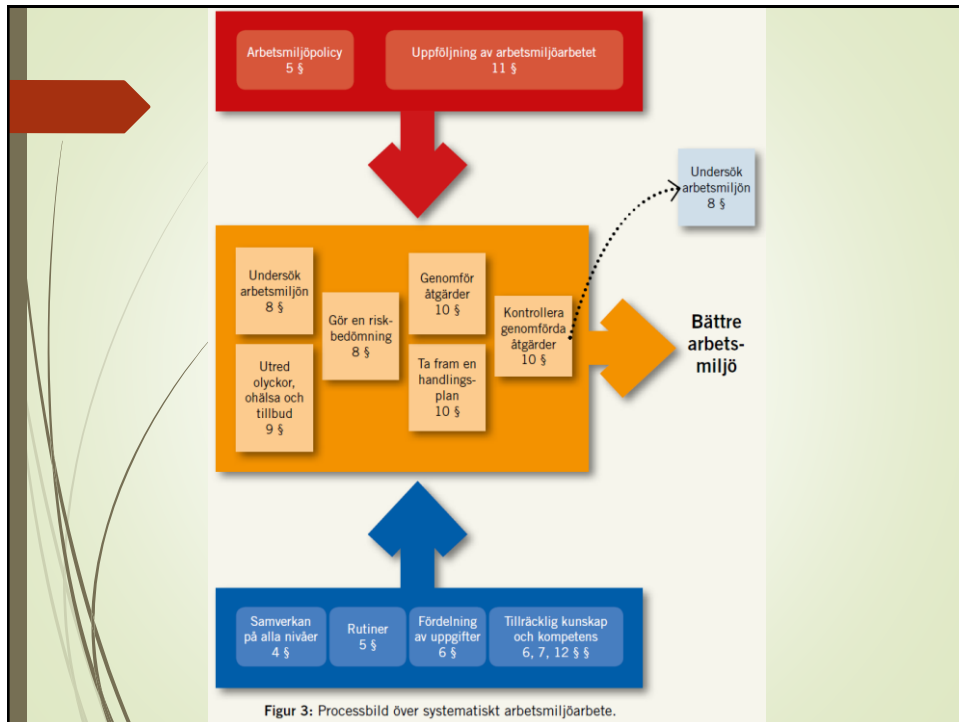 Arbetsmiljöpolicy
5 §
Uppföljning av arbetsmiljöarbetet
11 §
Undersök
arbetsmiljön
8 §
Undersök
arbetsmiljön
8 §
Utred
olyckor,
ohälsa och
tillbud
9 §
Gör en risk-
bedömning
8 §
Genomför
åtgärder
10 §
Ta fram en
handlings-
plan
10 §
Kontrollera
genomförda
åtgärder
10 §
Bättre
arbets-
miljö
Samverkan
på alla nivåer
4 §
Rutiner
5 §
Fördelning
av uppgifter
6 §
Tillräcklig kunskap
och kompetens
6, 7, 12 § §
Figur 3: Processbild över systematiskt arbetsmiljöarbete.